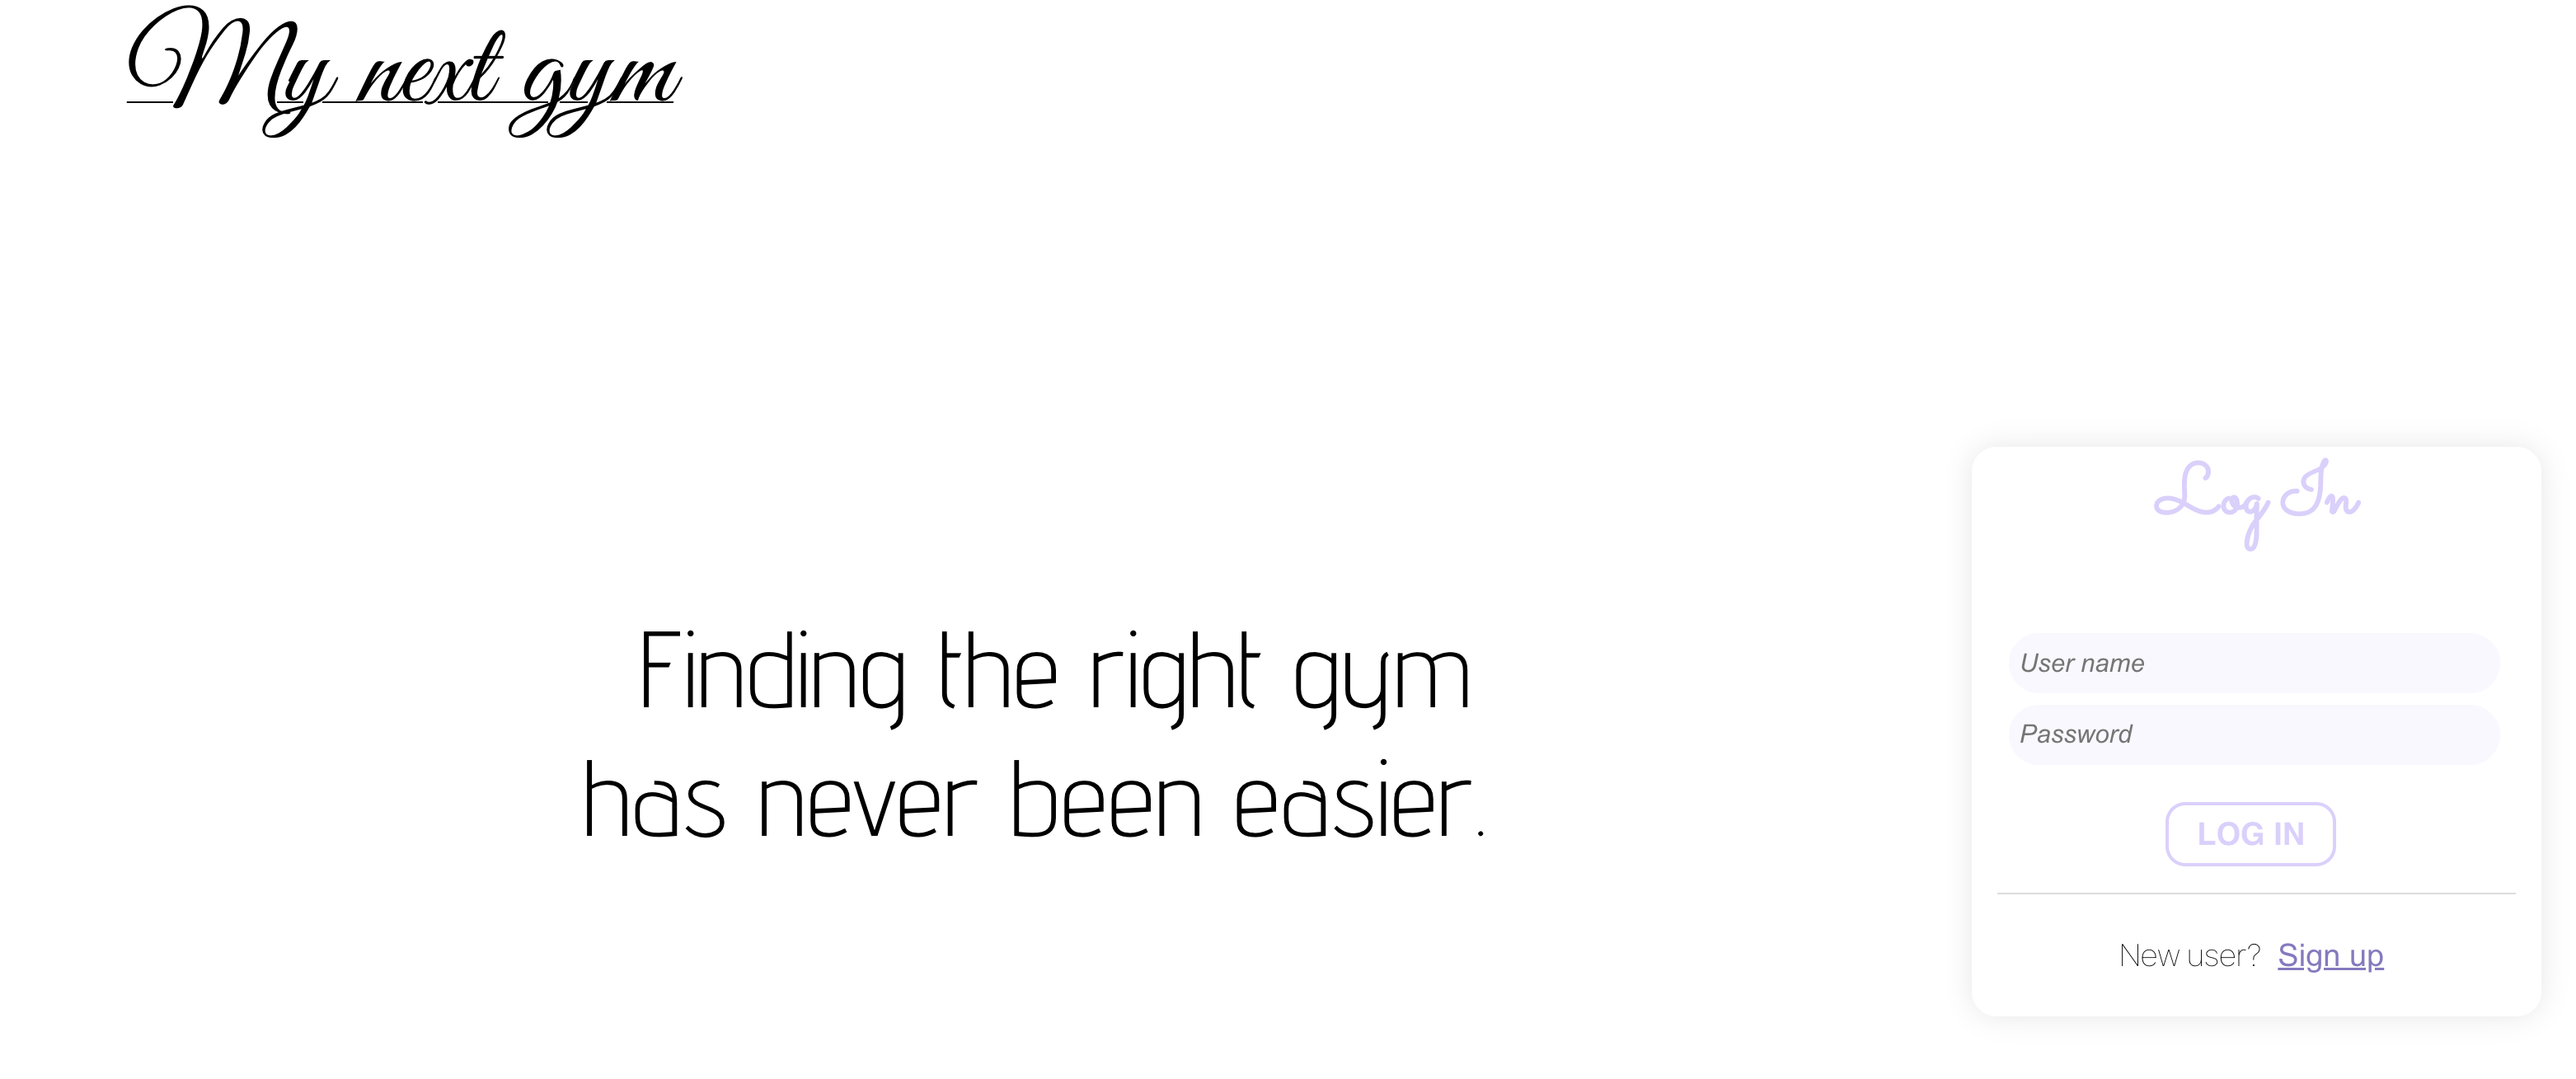 My next gym
Finding the right gym
has never been easier.
Log In
User name
Password
LOG IN
New user? Sign up